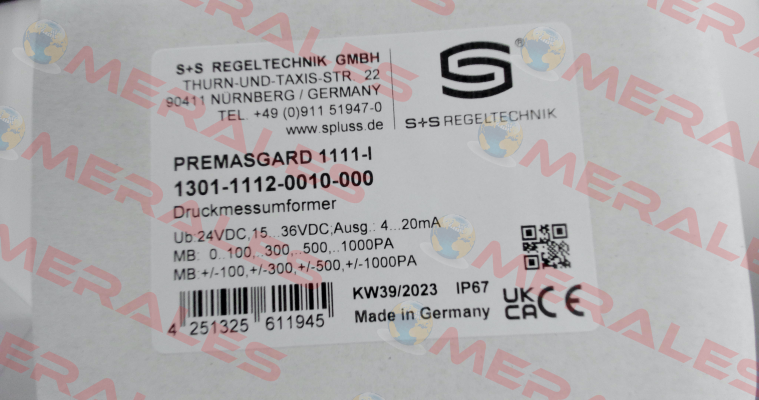 S+S REGELTECHNIK GMBH
THURN-UND-TAXIS-STR. 22
90411 NÜRNBERG / GERMANY
TEL. +49 (0)911 51947-0
www.spluss.de
®
S+S REGELTECHNIK
PREMASGARD 1111-I
1301-1112-0010-000
Druckmessumformer
Ub:24VDC,15...36VDC;Ausg.: 4...20mA
MB: 0..100,..300,..500,..1000PA
MB:+/-100,+/-300,+/-500,+/-1000PA
KW39/2023 IP67
Made in Germany
UK
CA CE
4 251325 611945
MERALES
MERALES
MERALES
MERALES
MERALES